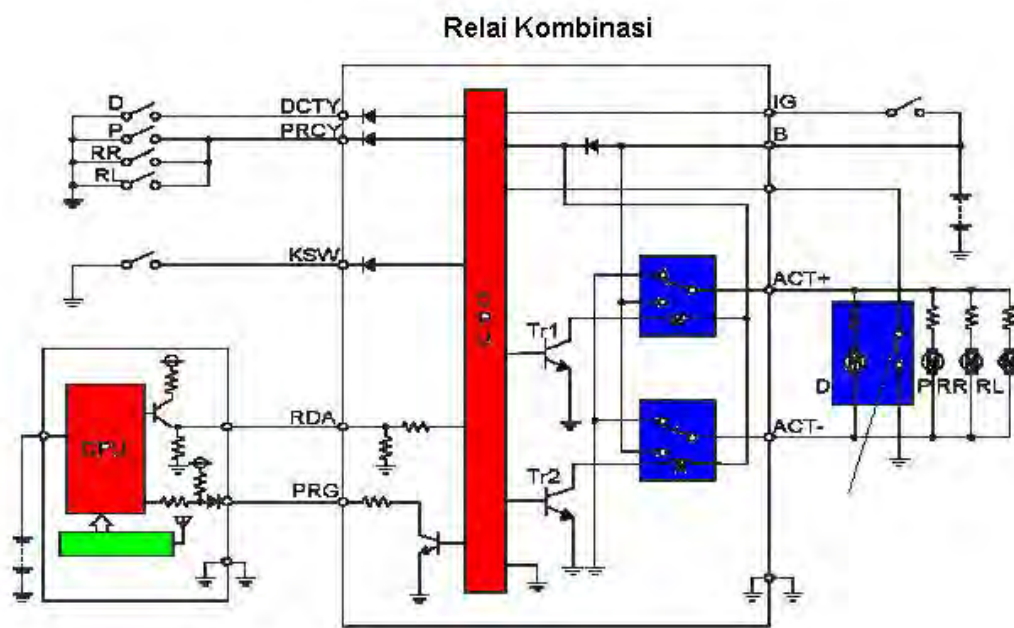 Relai Kombinasi
D
DCTY
P
PRCY
RR
RL
KSW
IG
B
ACT+
Tr1
D
P
RR
RL
CPU
RDA
ACT-
Tr2
PRG